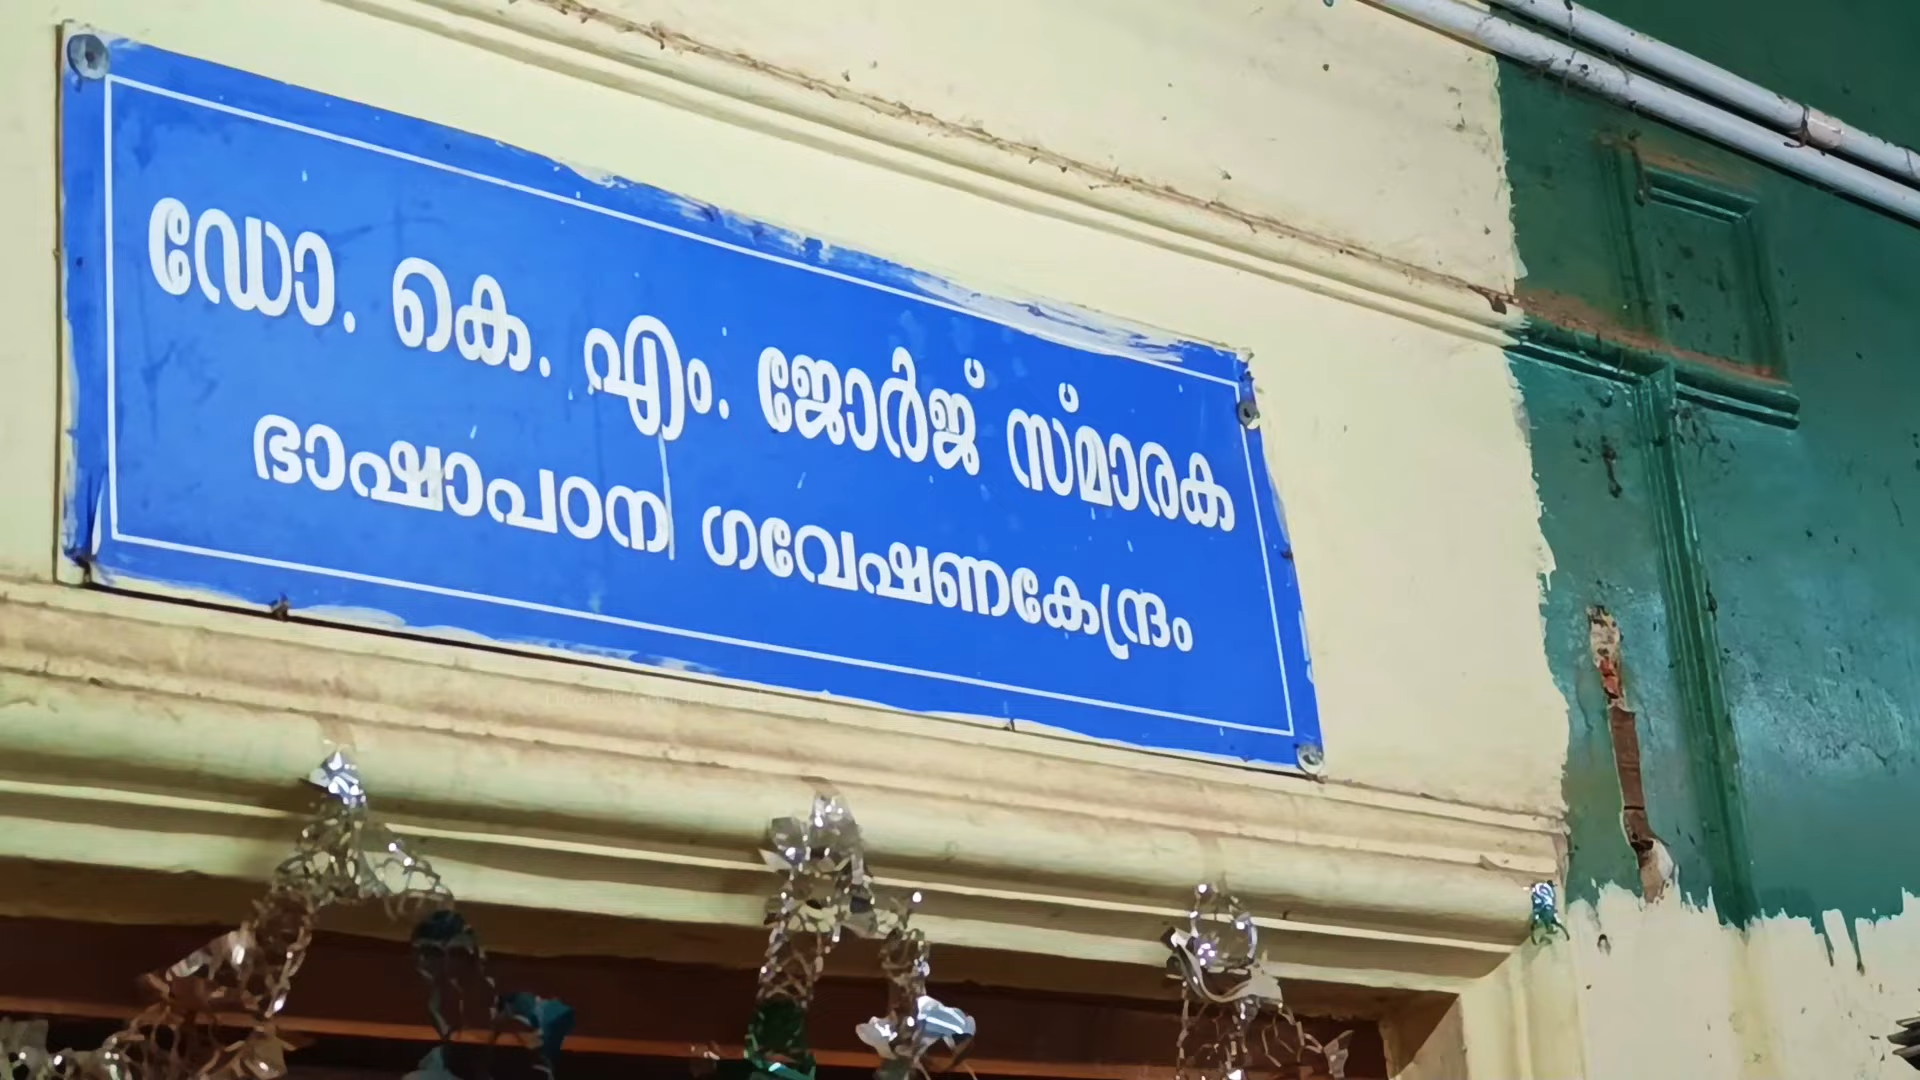 ഡോ. കെ. എം. ജോർജ് സ്മാരക
ഭാഷാപഠന ഗവേഷണകേന്ദ്രം